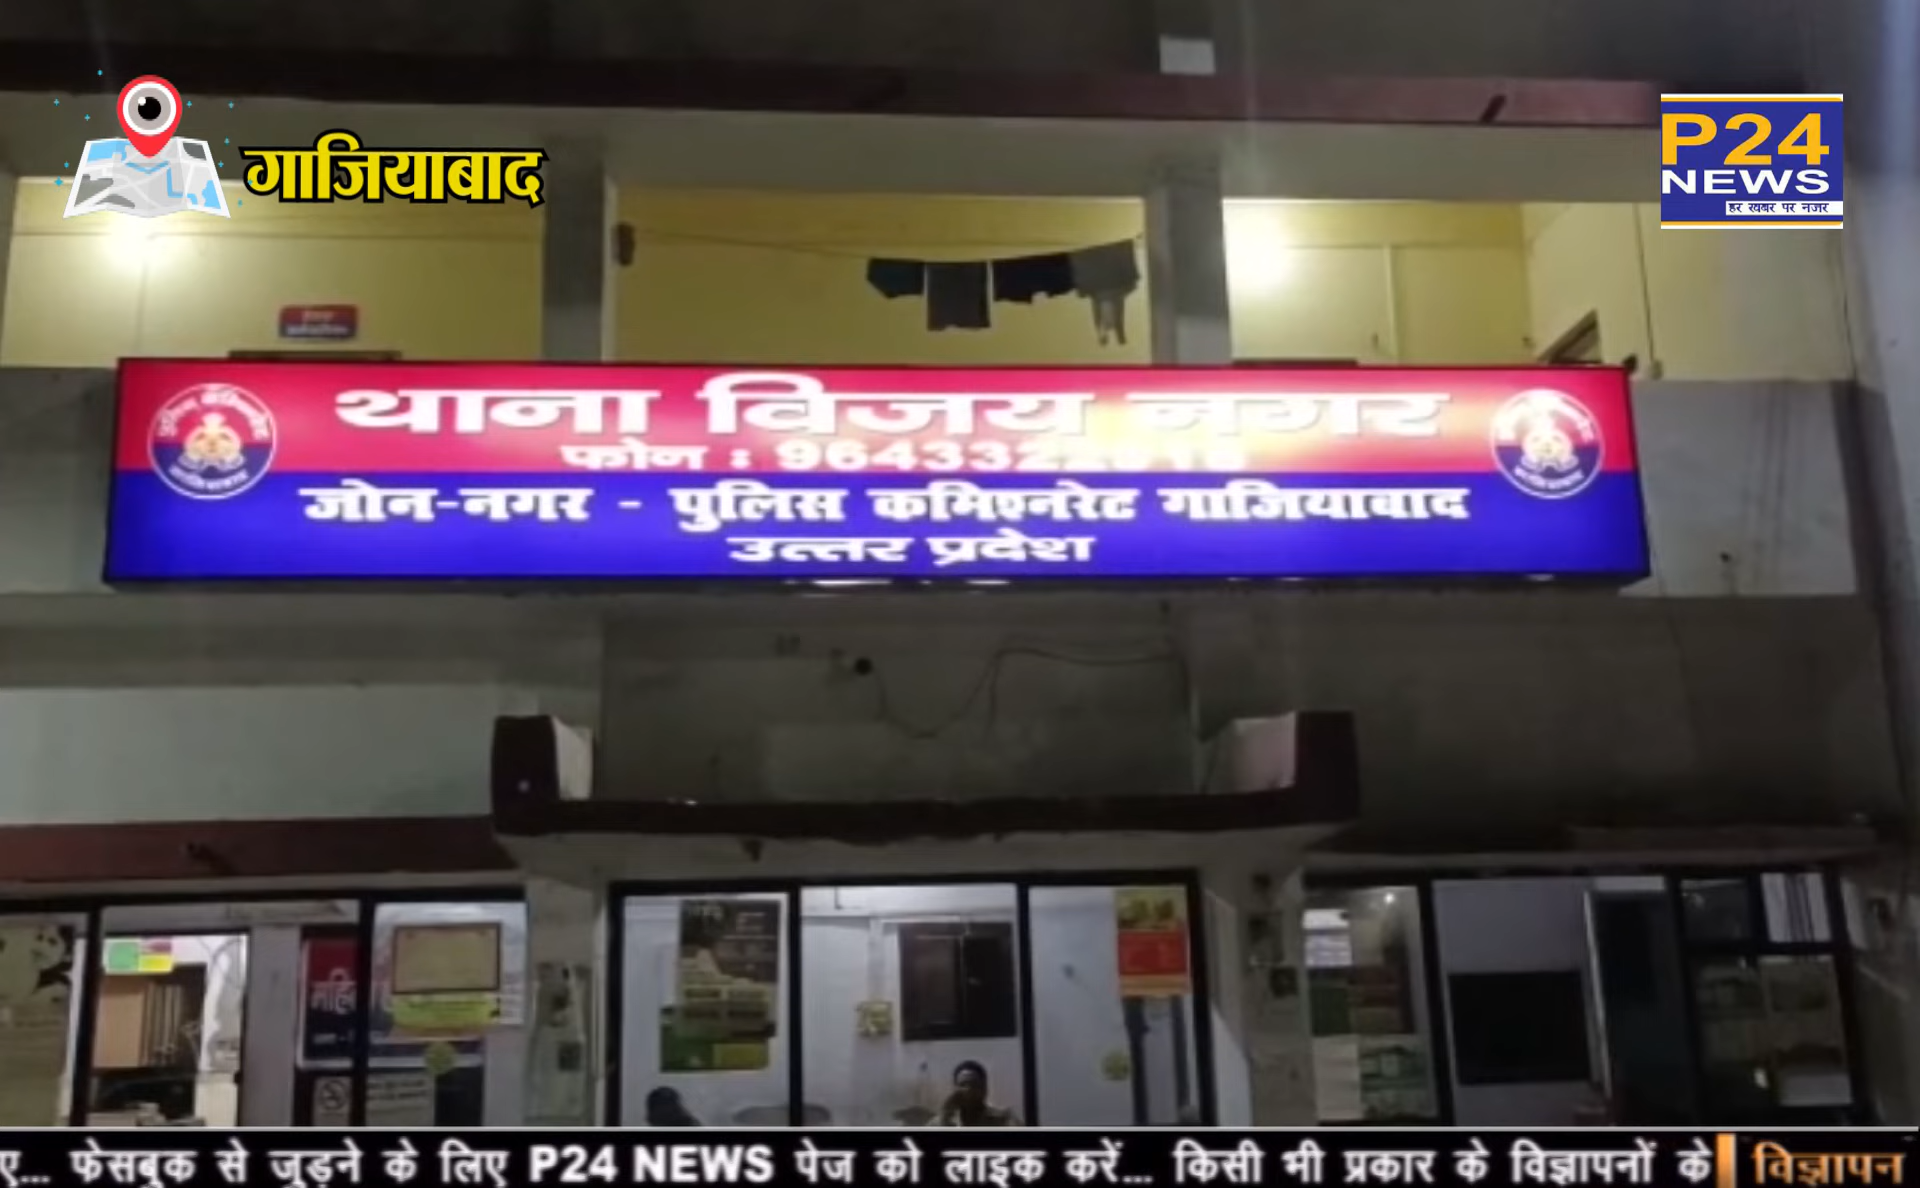 गाजियाबाद
P24
NEWS
हर खबर पर नजर
थाना विजय नगर
फोन :
जोन-नगर - पुलिस कमिश्नरेट गाजियाबाद
उत्तर प्रदेश
ए... फेसबुक से जुड़ने के लिए P24 NEWS पेज को लाइक करें... किसी भी प्रकार के विज्ञापनों के
विज्ञापन